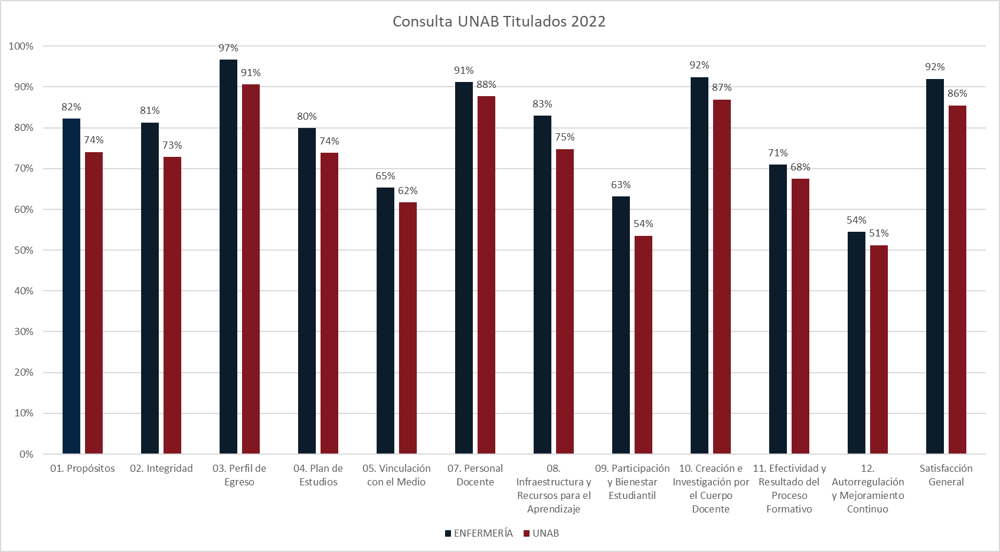 Consulta UNAB Titulados 2022
100%
90%
80%
70%
60%
50%
40%
30%
20%
10%
0%
82%
74%
81%
73%
97%
91%
80%
74%
65%
62%
91%
88%
83%
75%
63%
54%
92%
87%
71%
68%
54%
51%
92%
86%
01. Propósitos
02. Integridad
03. Perfil de
Egreso
04. Plan de
Estudios
05. Vinculación
con el Medio
07. Personal
Docente
08.
Infraestructura y
Recursos para el
Aprendizaje
09. Participación
y Bienestar
Estudiantil
10. Creación e
Investigación por
el Cuerpo
Docente
11. Efectividad y
Resultado del
Proceso
Formativo
12.
Autorregulación
y Mejoramiento
Continuo
Satisfacción
General
ENFERMERÍA
UNAB